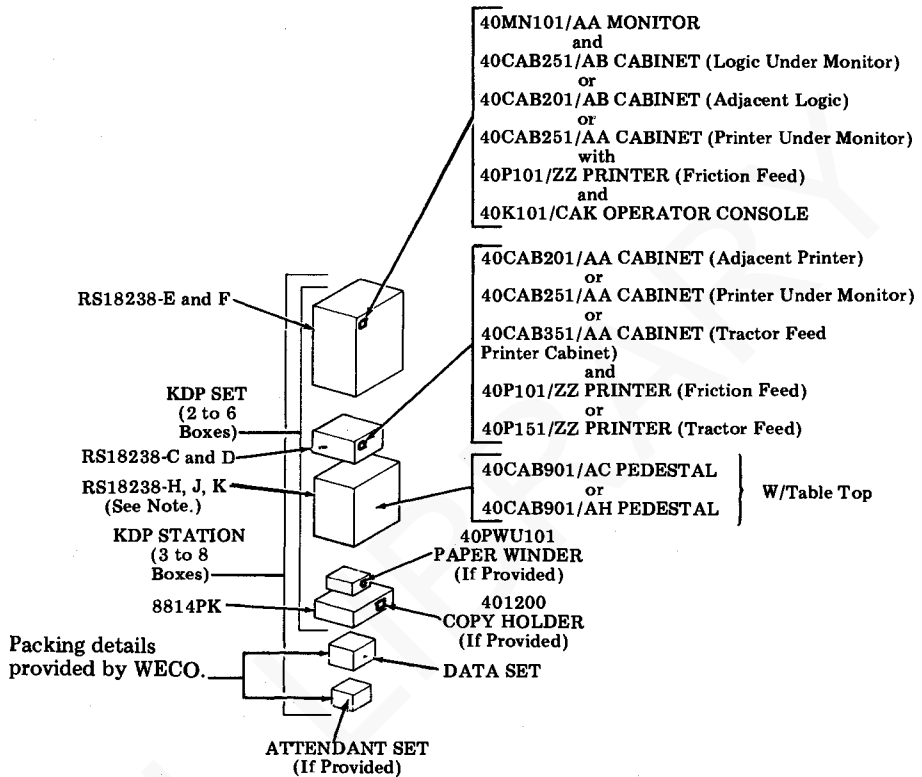 40MN101/AA MONITOR
and
40CAB251/AB CABINET (Logic Under Monitor)
or
40CAB201/AB CABINET (Adjacent Logic)
or
40CAB251/AA CABINET (Printer Under Monitor)
with
40P101/ZZ PRINTER (Friction Feed)
and
40K101/CAK OPERATOR CONSOLE
40CAB201/AA CABINET (Adjacent Printer)
or
40CAB251/AA CABINET (Printer Under Monitor)
or
40CAB351/AA CABINET (Tractor Feed
Printer Cabinet)
and
40P101/ZZ PRINTER (Friction Feed)
or
40P151/ZZ PRINTER (Tractor Feed)
40CAB901/AC PEDESTAL
or
40CAB901/AH PEDESTAL
W/Table Top
RS18238-E and F
KDP SET
(2 to 6
Boxes)
RS18238-C and D
RS18238-H, J, K
(See Note.)
KDP STATION
(3 to 8
Boxes)
40PWU101
PAPER WINDER
(If Provided)
8814PK
401200
COPY HOLDER
(If Provided)
Packing details
provided by WECO.
DATA SET
ATTENDANT SET
(If Provided)